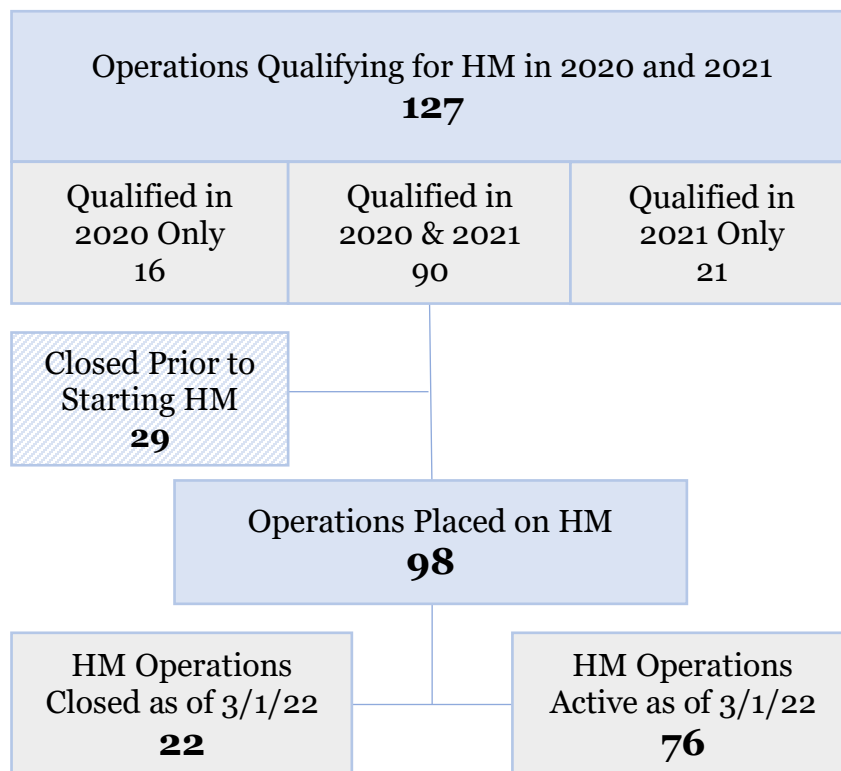 Operations Qualifying for HM in 2020 and 2021
127
Qualified in
2020 Only
16
Qualified in
2020 & 2021
90
Qualified in
2021 Only
21
Closed Prior to
Starting HM
29
Operations Placed on HM
98
HM Operations
Closed as of 3/1/22
22
HM Operations
Active as of 3/1/22
76